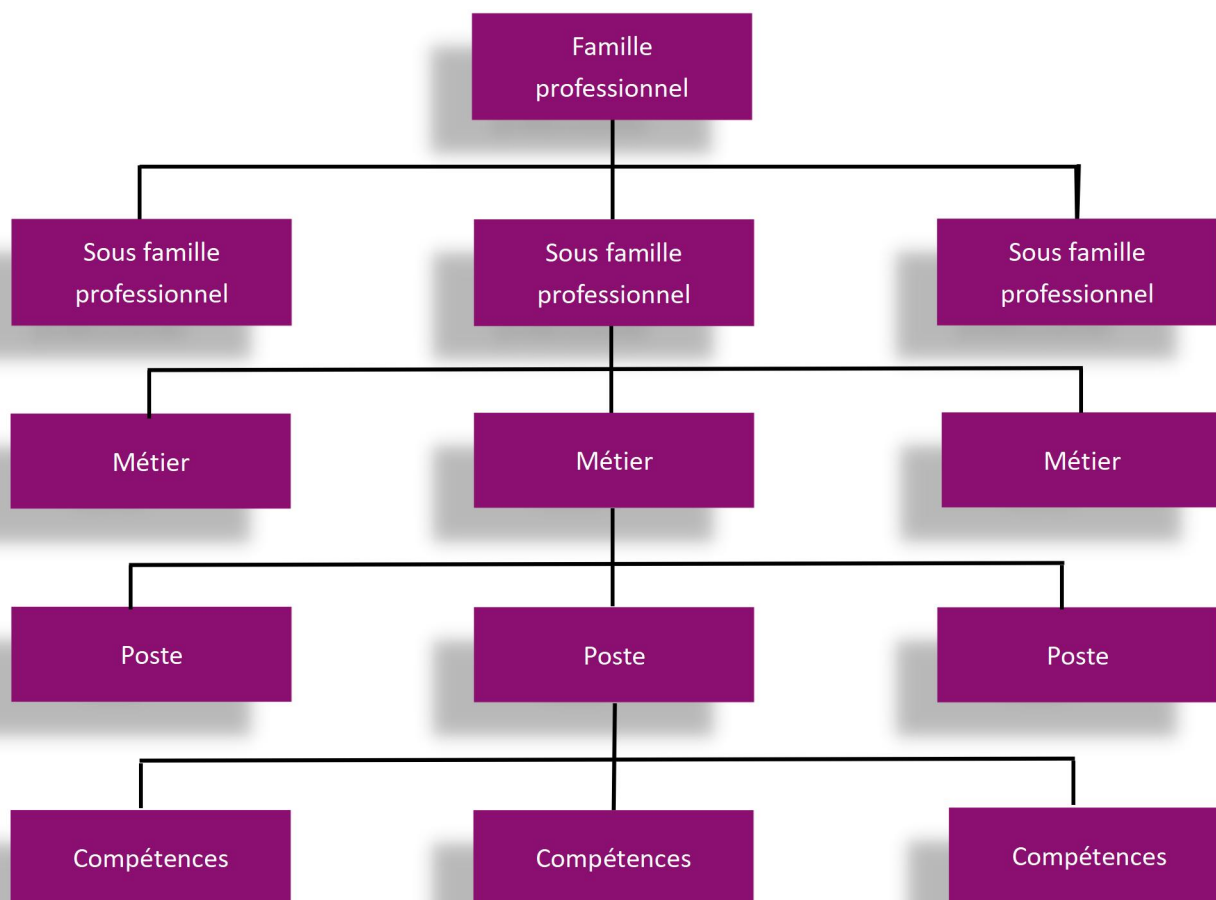 Famille
professionnel
Sous famille
professionnel
Sous famille
professionnel
Sous famille
professionnel
Métier
Métier
Métier
Poste
Poste
Poste
Compétences
Compétences
Compétences